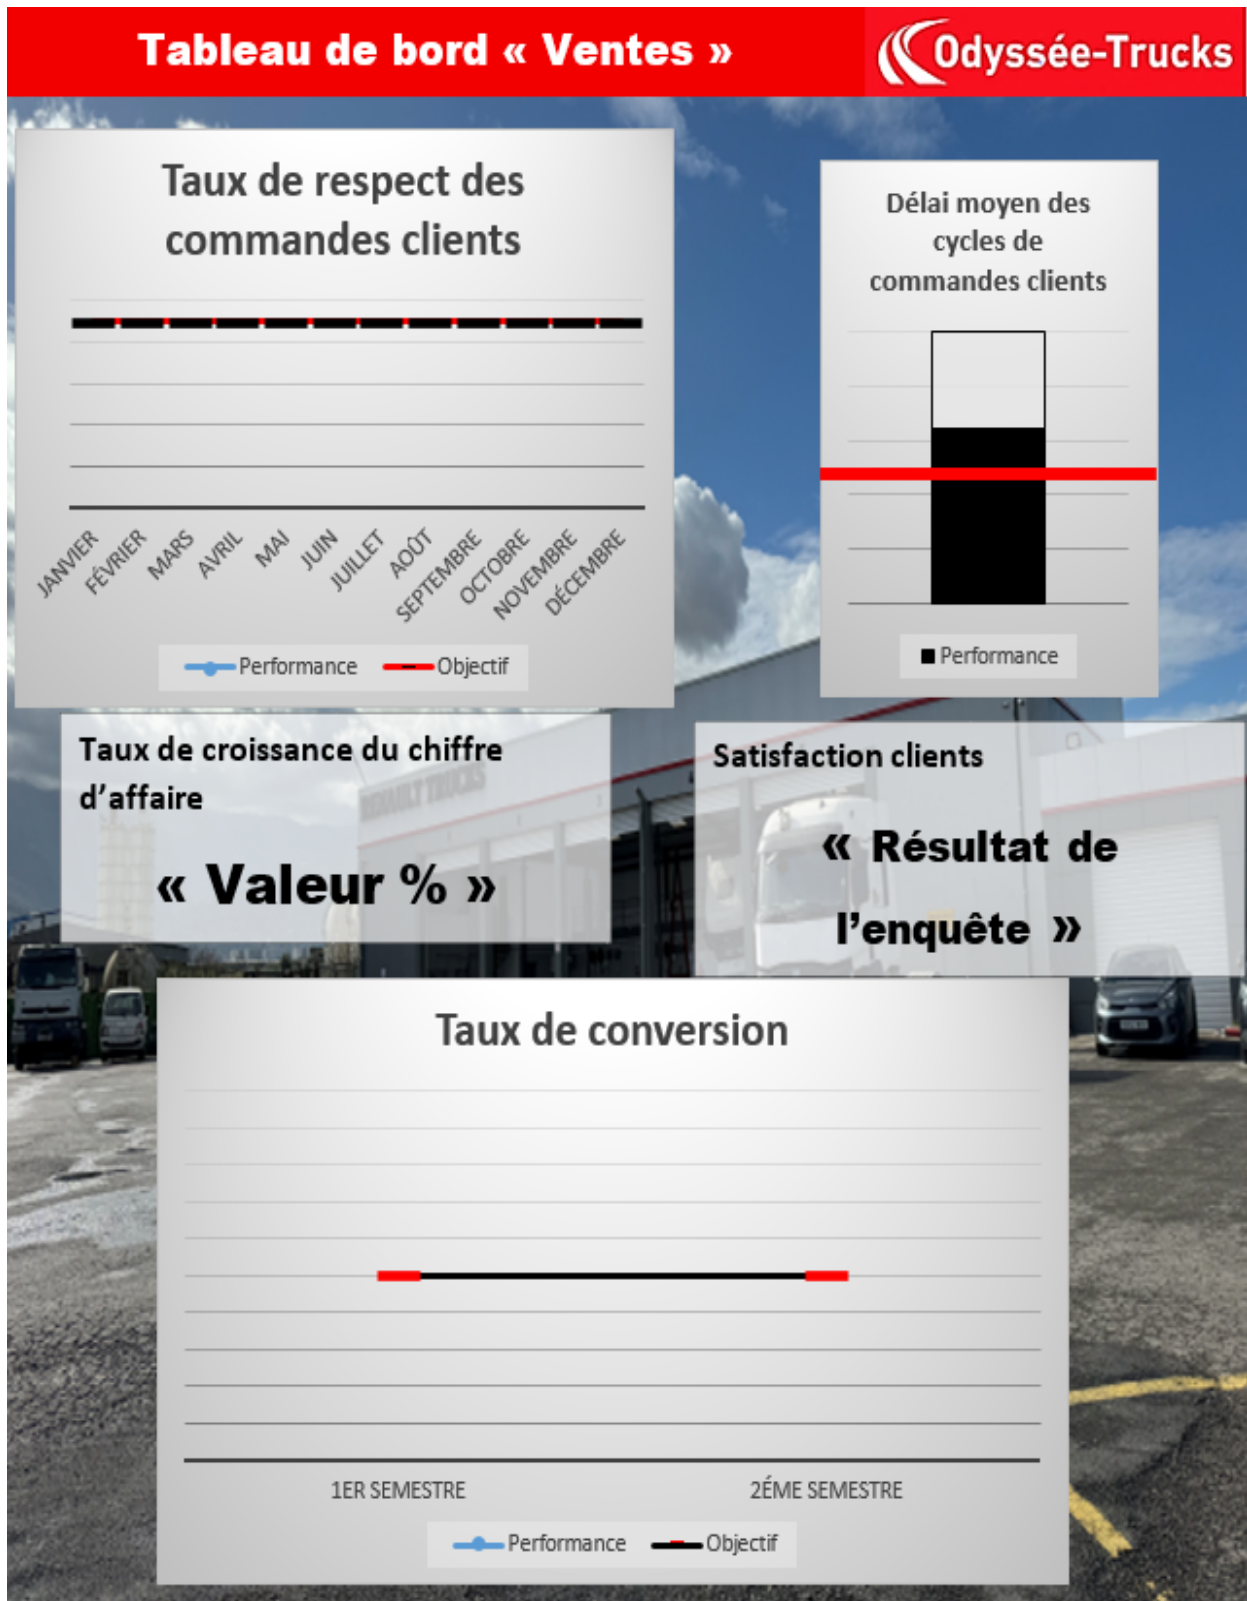 Tableau de bord « Ventes »
Odyssée-Trucks
Taux de respect des
commandes clients
JANVIER
FÉVRIER
MARS
AVRIL
MAI
JUIN
JUILLET
AOÛT
SEPTEMBRE
OCTOBRE
NOVEMBRE
DÉCEMBRE
Performance
Objectif
Délai moyen des
cycles de
commandes clients
Performance
Taux de croissance du chiffre
d’affaire
« Valeur % »
RENAULT TRUCKS
Satisfaction clients
« Résultat de
l’enquête »
Taux de conversion
1ER SEMESTRE
2ÉME SEMESTRE
Performance
Objectif